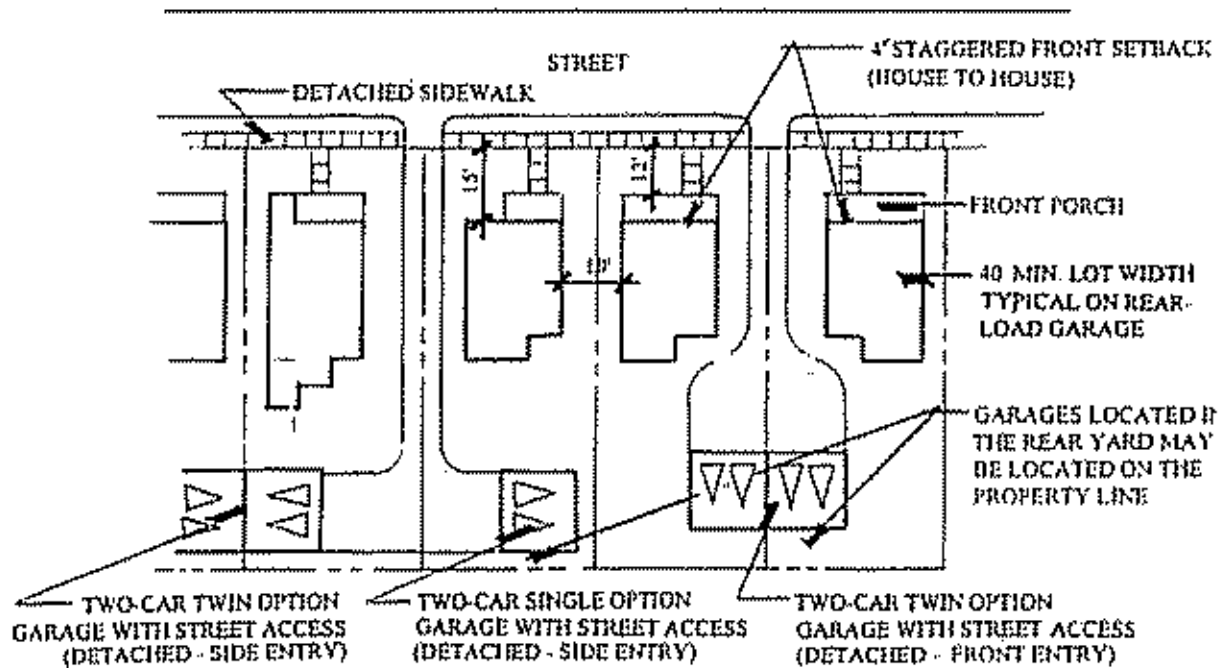 STREET
4' STAGGERED FRONT SETBACK
(HOUSE TO HOUSE)
DETACHED SIDEWALK
15'
12'
10'
FRONT PORCH
40 MIN. LOT WIDTH
TYPICAL ON REAR-
LOAD GARAGE
GARAGES LOCATED IN
THE REAR YARD MAY
BE LOCATED ON THE
PROPERTY LINE
TWO-CAR TWIN OPTION
GARAGE WITH STREET ACCESS
(DETACHED - SIDE ENTRY)
TWO-CAR SINGLE OPTION
GARAGE WITH STREET ACCESS
(DETACHED - SIDE ENTRY)
TWO-CAR TWIN OPTION
GARAGE WITH STREET ACCESS
(DETACHED - FRONT ENTRY)